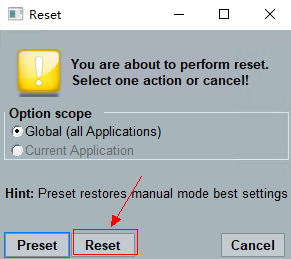 Reset
You are about to perform reset.
Select one action or cancel!
Option scope
Global (all Applications)
Current Application
Hint: Preset restores manual mode best settings
Preset Reset Cancel